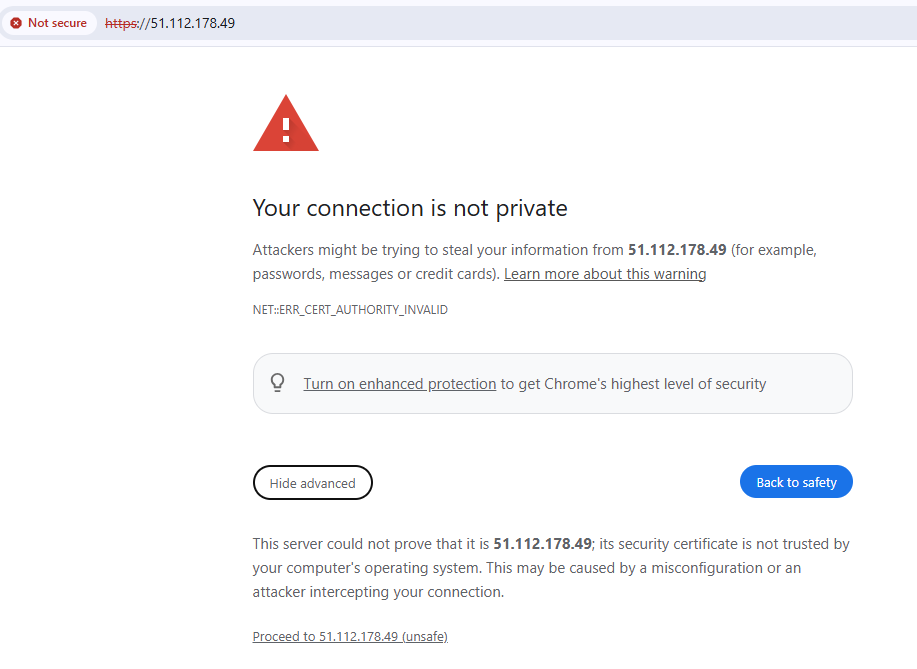 Not secure https://51.112.178.49
Your connection is not private
Attackers might be trying to steal your information from 51.112.178.49 (for example,
passwords, messages or credit cards). Learn more about this warning
NET::ERR_CERT_AUTHORITY_INVALID
Turn on enhanced protection to get Chrome's highest level of security
Hide advanced
Back to safety
This server could not prove that it is 51.112.178.49; its security certificate is not trusted by
your computer's operating system. This may be caused by a misconfiguration or an
attacker intercepting your connection.
Proceed to 51.112.178.49 (unsafe)